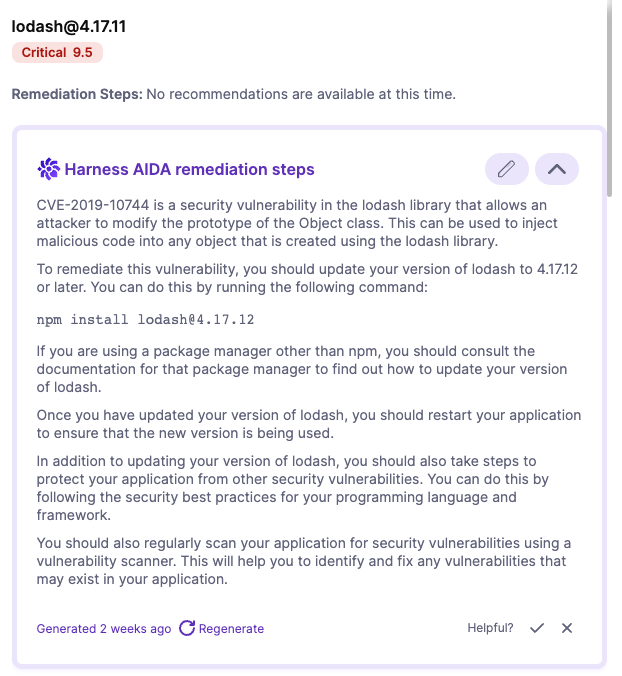 lodash@4.17.11
Critical 9.5
Remediation Steps: No recommendations are available at this time.
Harness AIDA remediation steps
CVE-2019-10744 is a security vulnerability in the lodash library that allows an
attacker to modify the prototype of the Object class. This can be used to inject
malicious code into any object that is created using the lodash library.
To remediate this vulnerability, you should update your version of lodash to 4.17.12
or later. You can do this by running the following command:
npm install lodash@4.17.12
If you are using a package manager other than npm, you should consult the
documentation for that package manager to find out how to update your version
of lodash.
Once you have updated your version of lodash, you should restart your application
to ensure that the new version is being used.
In addition to updating your version of lodash, you should also take steps to
protect your application from other security vulnerabilities. You can do this by
following the security best practices for your programming language and
framework.
You should also regularly scan your application for security vulnerabilities using a
vulnerability scanner. This will help you to identify and fix any vulnerabilities that
may exist in your application.
Generated 2 weeks ago Regenerate Helpful?